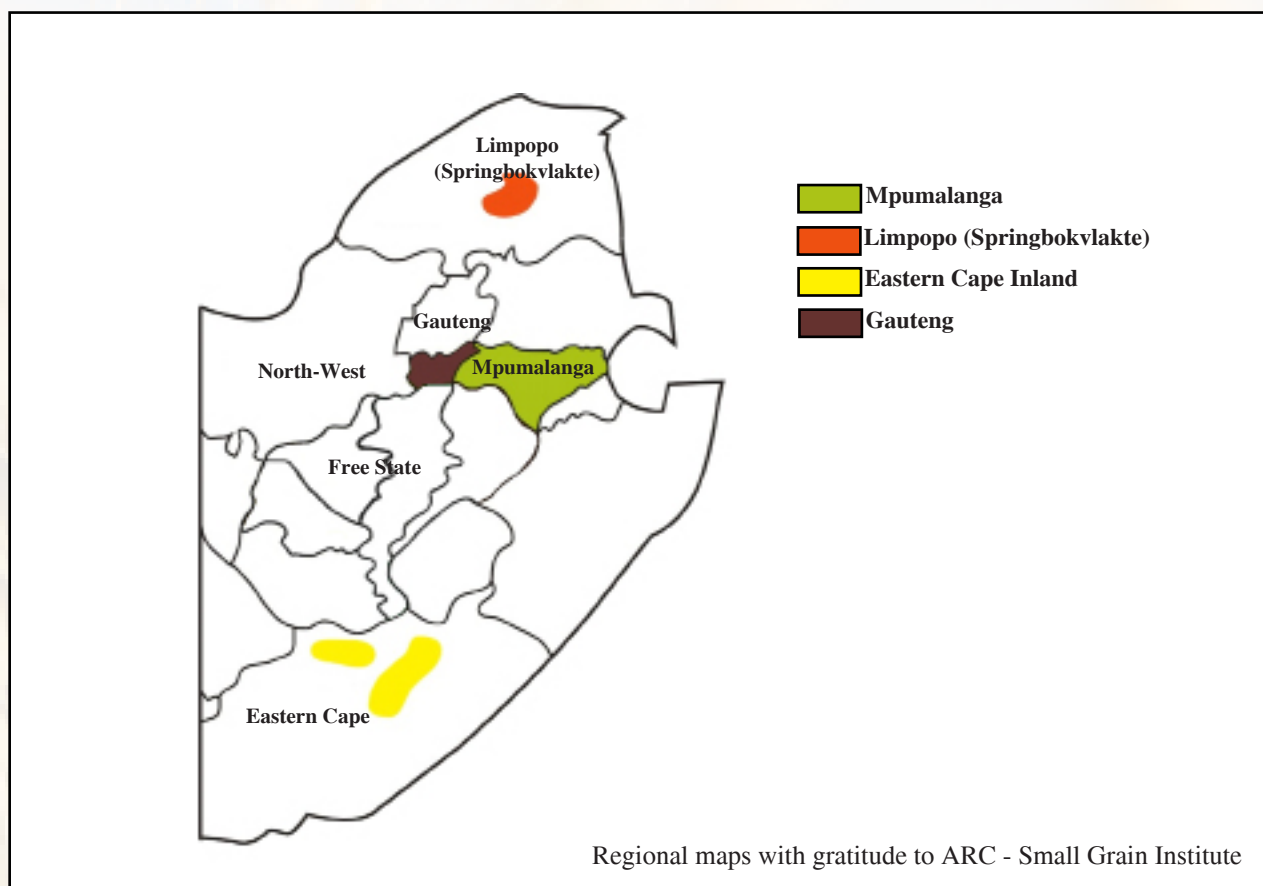 Limpopo
(Springbokvlakte)
Mpumalanga
Limpopo (Springbokvlakte)
Eastern Cape Inland
Gauteng
Gauteng
North-West
Mpumalanga
Free State
Eastern Cape
Regional maps with gratitude to ARC - Small Grain Institute